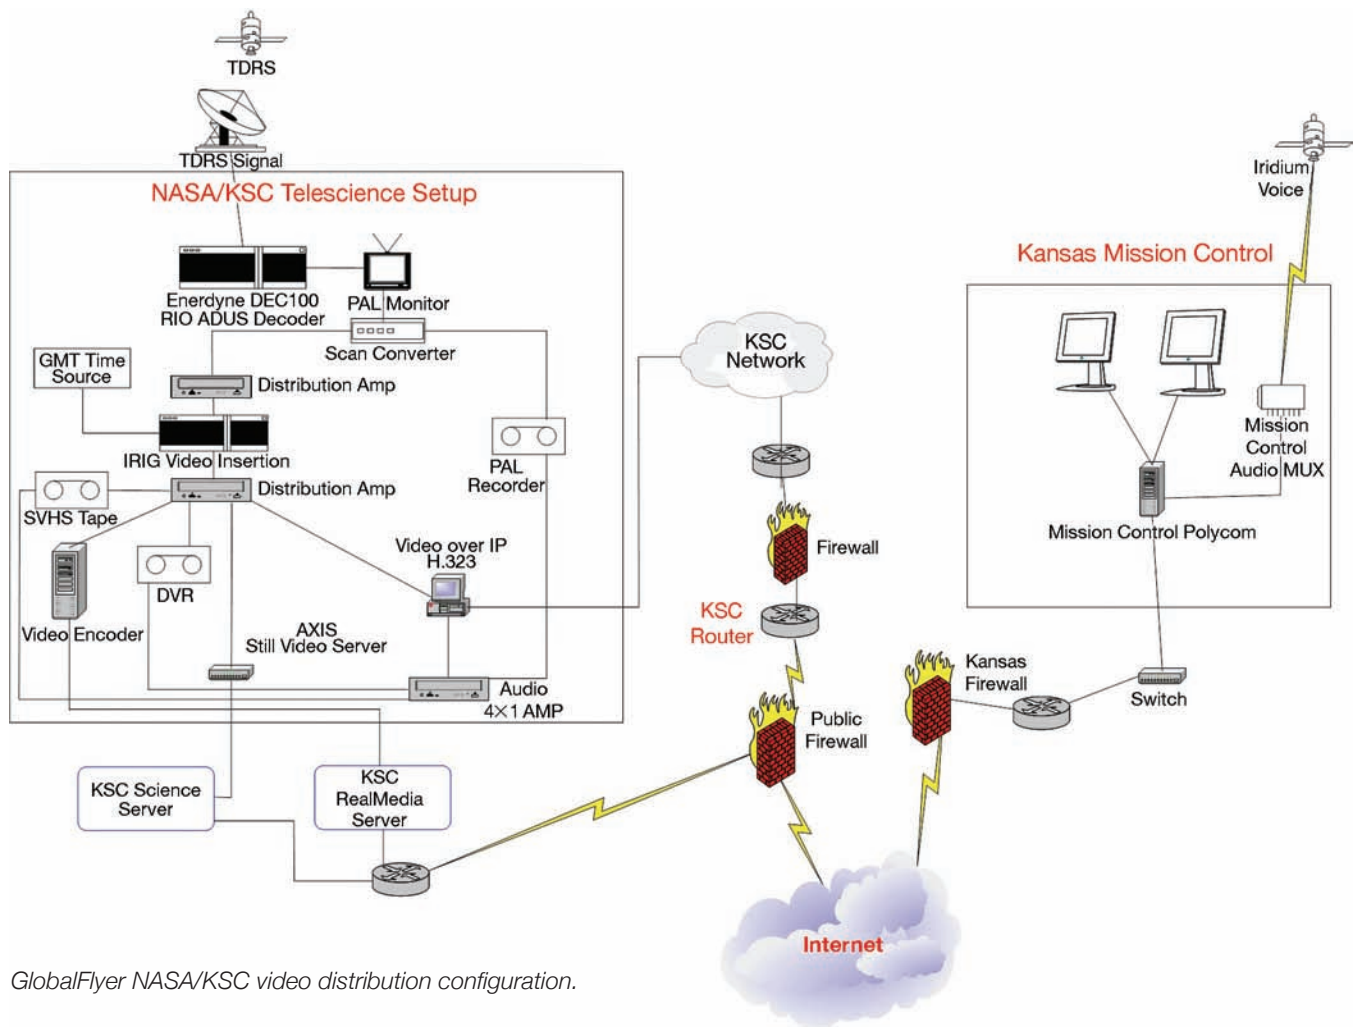 TDRS
TDRS Signal
NASA/KSC Telescience Setup
Enerdyne DEC100
RIO ADUS Decoder
PAL Monitor
Scan Converter
GMT Time
Source
Distribution Amp
IRIG Video Insertion
PAL
Recorder
SVHS Tape
Distribution Amp
Video over IP
H.323
DVR
Video Encoder
AXIS
Still Video Server
Audio
4×1 AMP
KSC Science
Server
KSC
RealMedia
Server
KSC
Network
Firewall
KSC
Router
Public
Firewall
Internet
Iridium
Voice
Kansas Mission Control
Mission
Control
Audio MUX
Mission Control Polycom
Kansas
Firewall
Switch
GlobalFlyer NASA/KSC video distribution configuration.